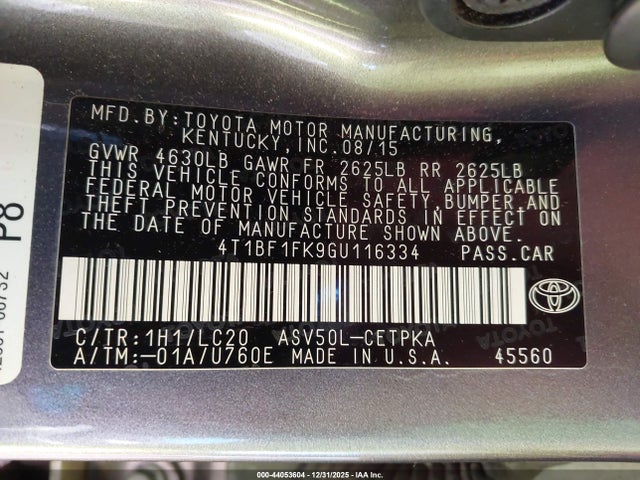 MFD.BY:TOYOTA MOTOR MANUFACTURING,
KENTUCKY,INC.08/15
GVWR 4630LB GAWR FR 2625LB RR 2625LB
THIS VEHICLE CONFORMS TO ALL APPLICABLE
FEDERAL MOTOR VEHICLE SAFETY,BUMPER,AND
THEFT PREVENTION STANDARDS IN EFFECT ON
THE DATE OF MANUFACTURE SHOWN ABOVE.
4T1BF1FK9GU116334 PASS.CAR
C/TR:1H1/LC20 ASV50L-CETPKA
A/TM:-01A/U760E MADE IN U.S.A. 45560
P8
000-44053604 - 12/31/2025 - IAA Inc.